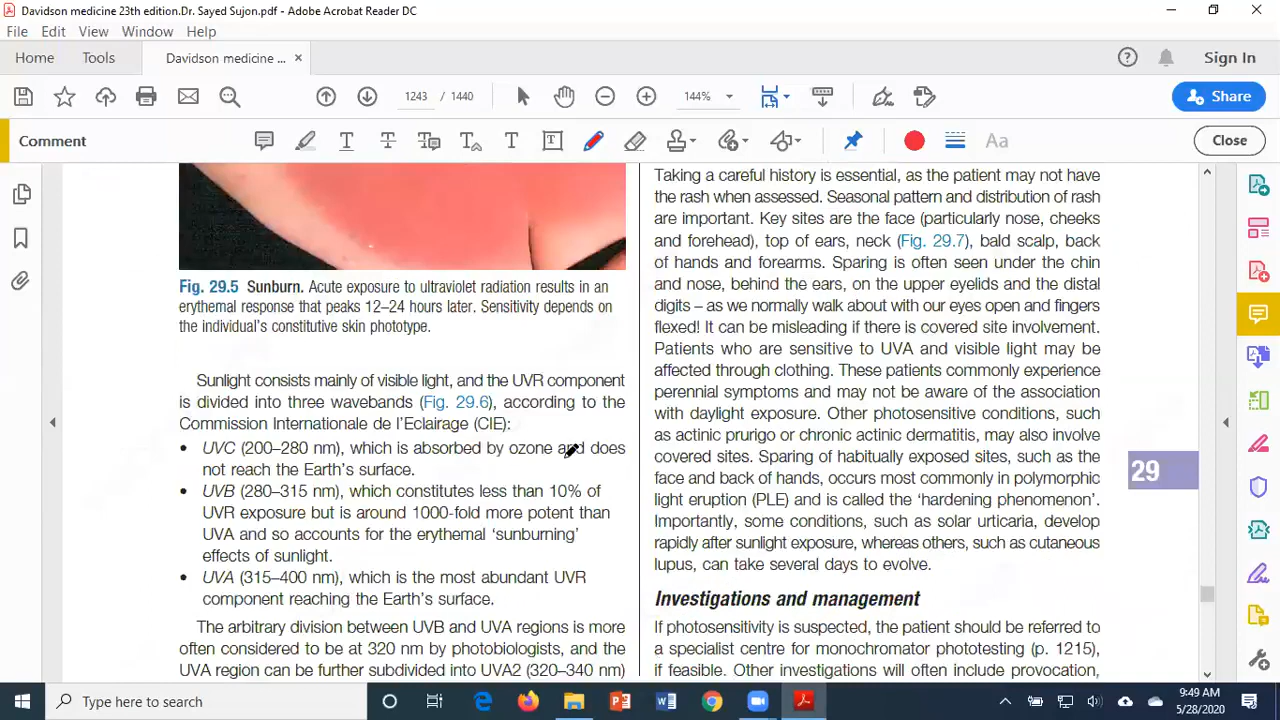 Davidson medicine 23th edition.Dr. Sayed Sujon.pdf - Adobe Acrobat Reader DC
File Edit View Window Help
Home Tools Davidson medicine ... × Sign In
1243 / 1440 144% Share
Comment Aa Close
Fig. 29.5 Sunburn. Acute exposure to ultraviolet radiation results in an
erythemal response that peaks 12–24 hours later. Sensitivity depends on
the individual's constitutive skin phototype.
Sunlight consists mainly of visible light, and the UVR component
is divided into three wavebands (Fig. 29.6), according to the
Commission Internationale de l'Eclairage (CIE):
• UVC (200–280 nm), which is absorbed by ozone and does
not reach the Earth's surface.
• UVB (280–315 nm), which constitutes less than 10% of
UVR exposure but is around 1000-fold more potent than
UVA and so accounts for the erythemal 'sunburning'
effects of sunlight.
• UVA (315–400 nm), which is the most abundant UVR
component reaching the Earth's surface.
The arbitrary division between UVB and UVA regions is more
often considered to be at 320 nm by photobiologists, and the
UVA region can be further subdivided into UVA2 (320–340 nm)
Taking a careful history is essential, as the patient may not have
the rash when assessed. Seasonal pattern and distribution of rash
are important. Key sites are the face (particularly nose, cheeks
and forehead), top of ears, neck (Fig. 29.7), bald scalp, back
of hands and forearms. Sparing is often seen under the chin
and nose, behind the ears, on the upper eyelids and the distal
digits – as we normally walk about with our eyes open and fingers
flexed! It can be misleading if there is covered site involvement.
Patients who are sensitive to UVA and visible light may be
affected through clothing. These patients commonly experience
perennial symptoms and may not be aware of the association
with daylight exposure. Other photosensitive conditions, such
as actinic prurigo or chronic actinic dermatitis, may also involve
covered sites. Sparing of habitually exposed sites, such as the
face and back of hands, occurs most commonly in polymorphic
light eruption (PLE) and is called the 'hardening phenomenon'.
Importantly, some conditions, such as solar urticaria, develop
rapidly after sunlight exposure, whereas others, such as cutaneous
lupus, can take several days to evolve.
Investigations and management
If photosensitivity is suspected, the patient should be referred to
a specialist centre for monochromator phototesting (p. 1215),
if feasible. Other investigations will often include provocation,
29
Type here to search
9:49 AM
5/28/2020